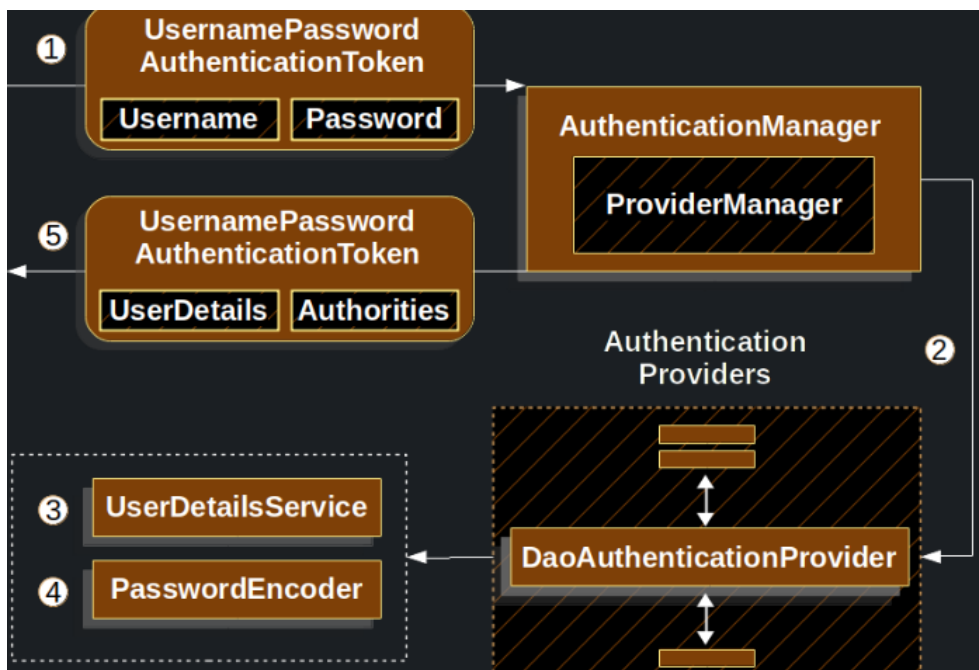 1
UsernamePassword
AuthenticationToken
Username
Password
AuthenticationManager
ProviderManager
5
UsernamePassword
AuthenticationToken
UserDetails
Authorities
2
Authentication
Providers
3
UserDetailsService
4
PasswordEncoder
DaoAuthenticationProvider